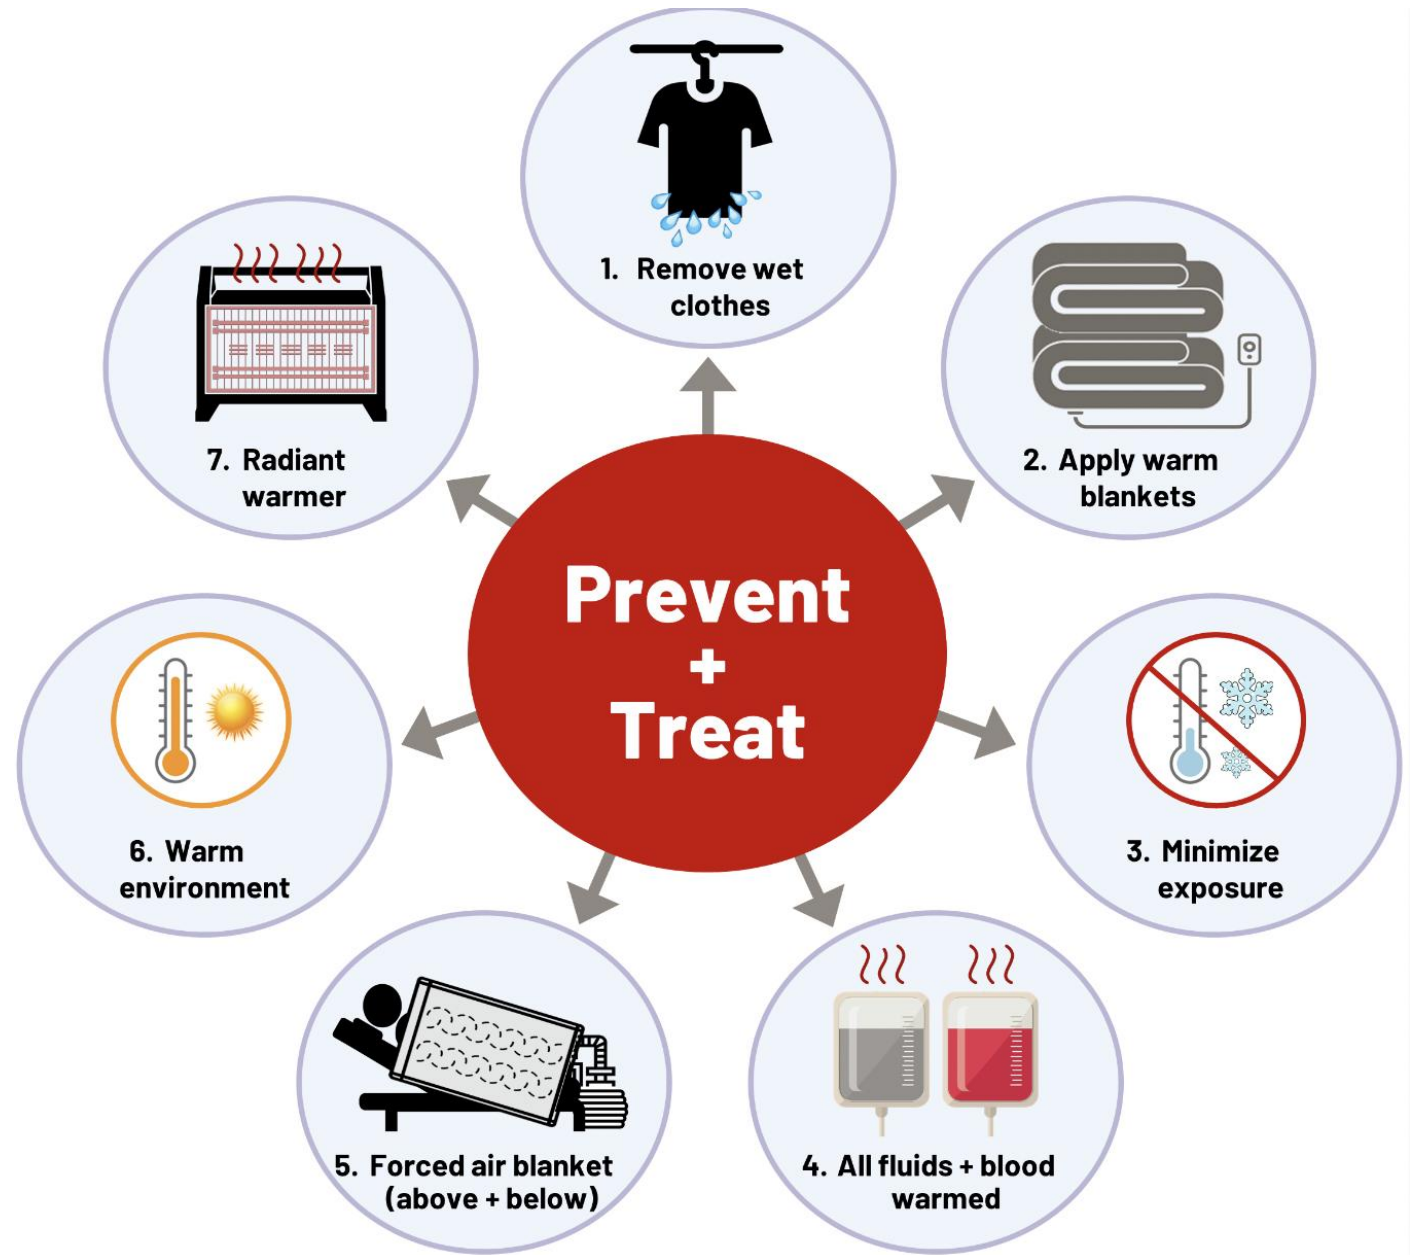 1. Remove wet
clothes
2. Apply warm
blankets
3. Minimize
exposure
4. All fluids + blood
warmed
5. Forced air blanket
(above + below)
6. Warm
environment
7. Radiant
warmer
Prevent
+
Treat